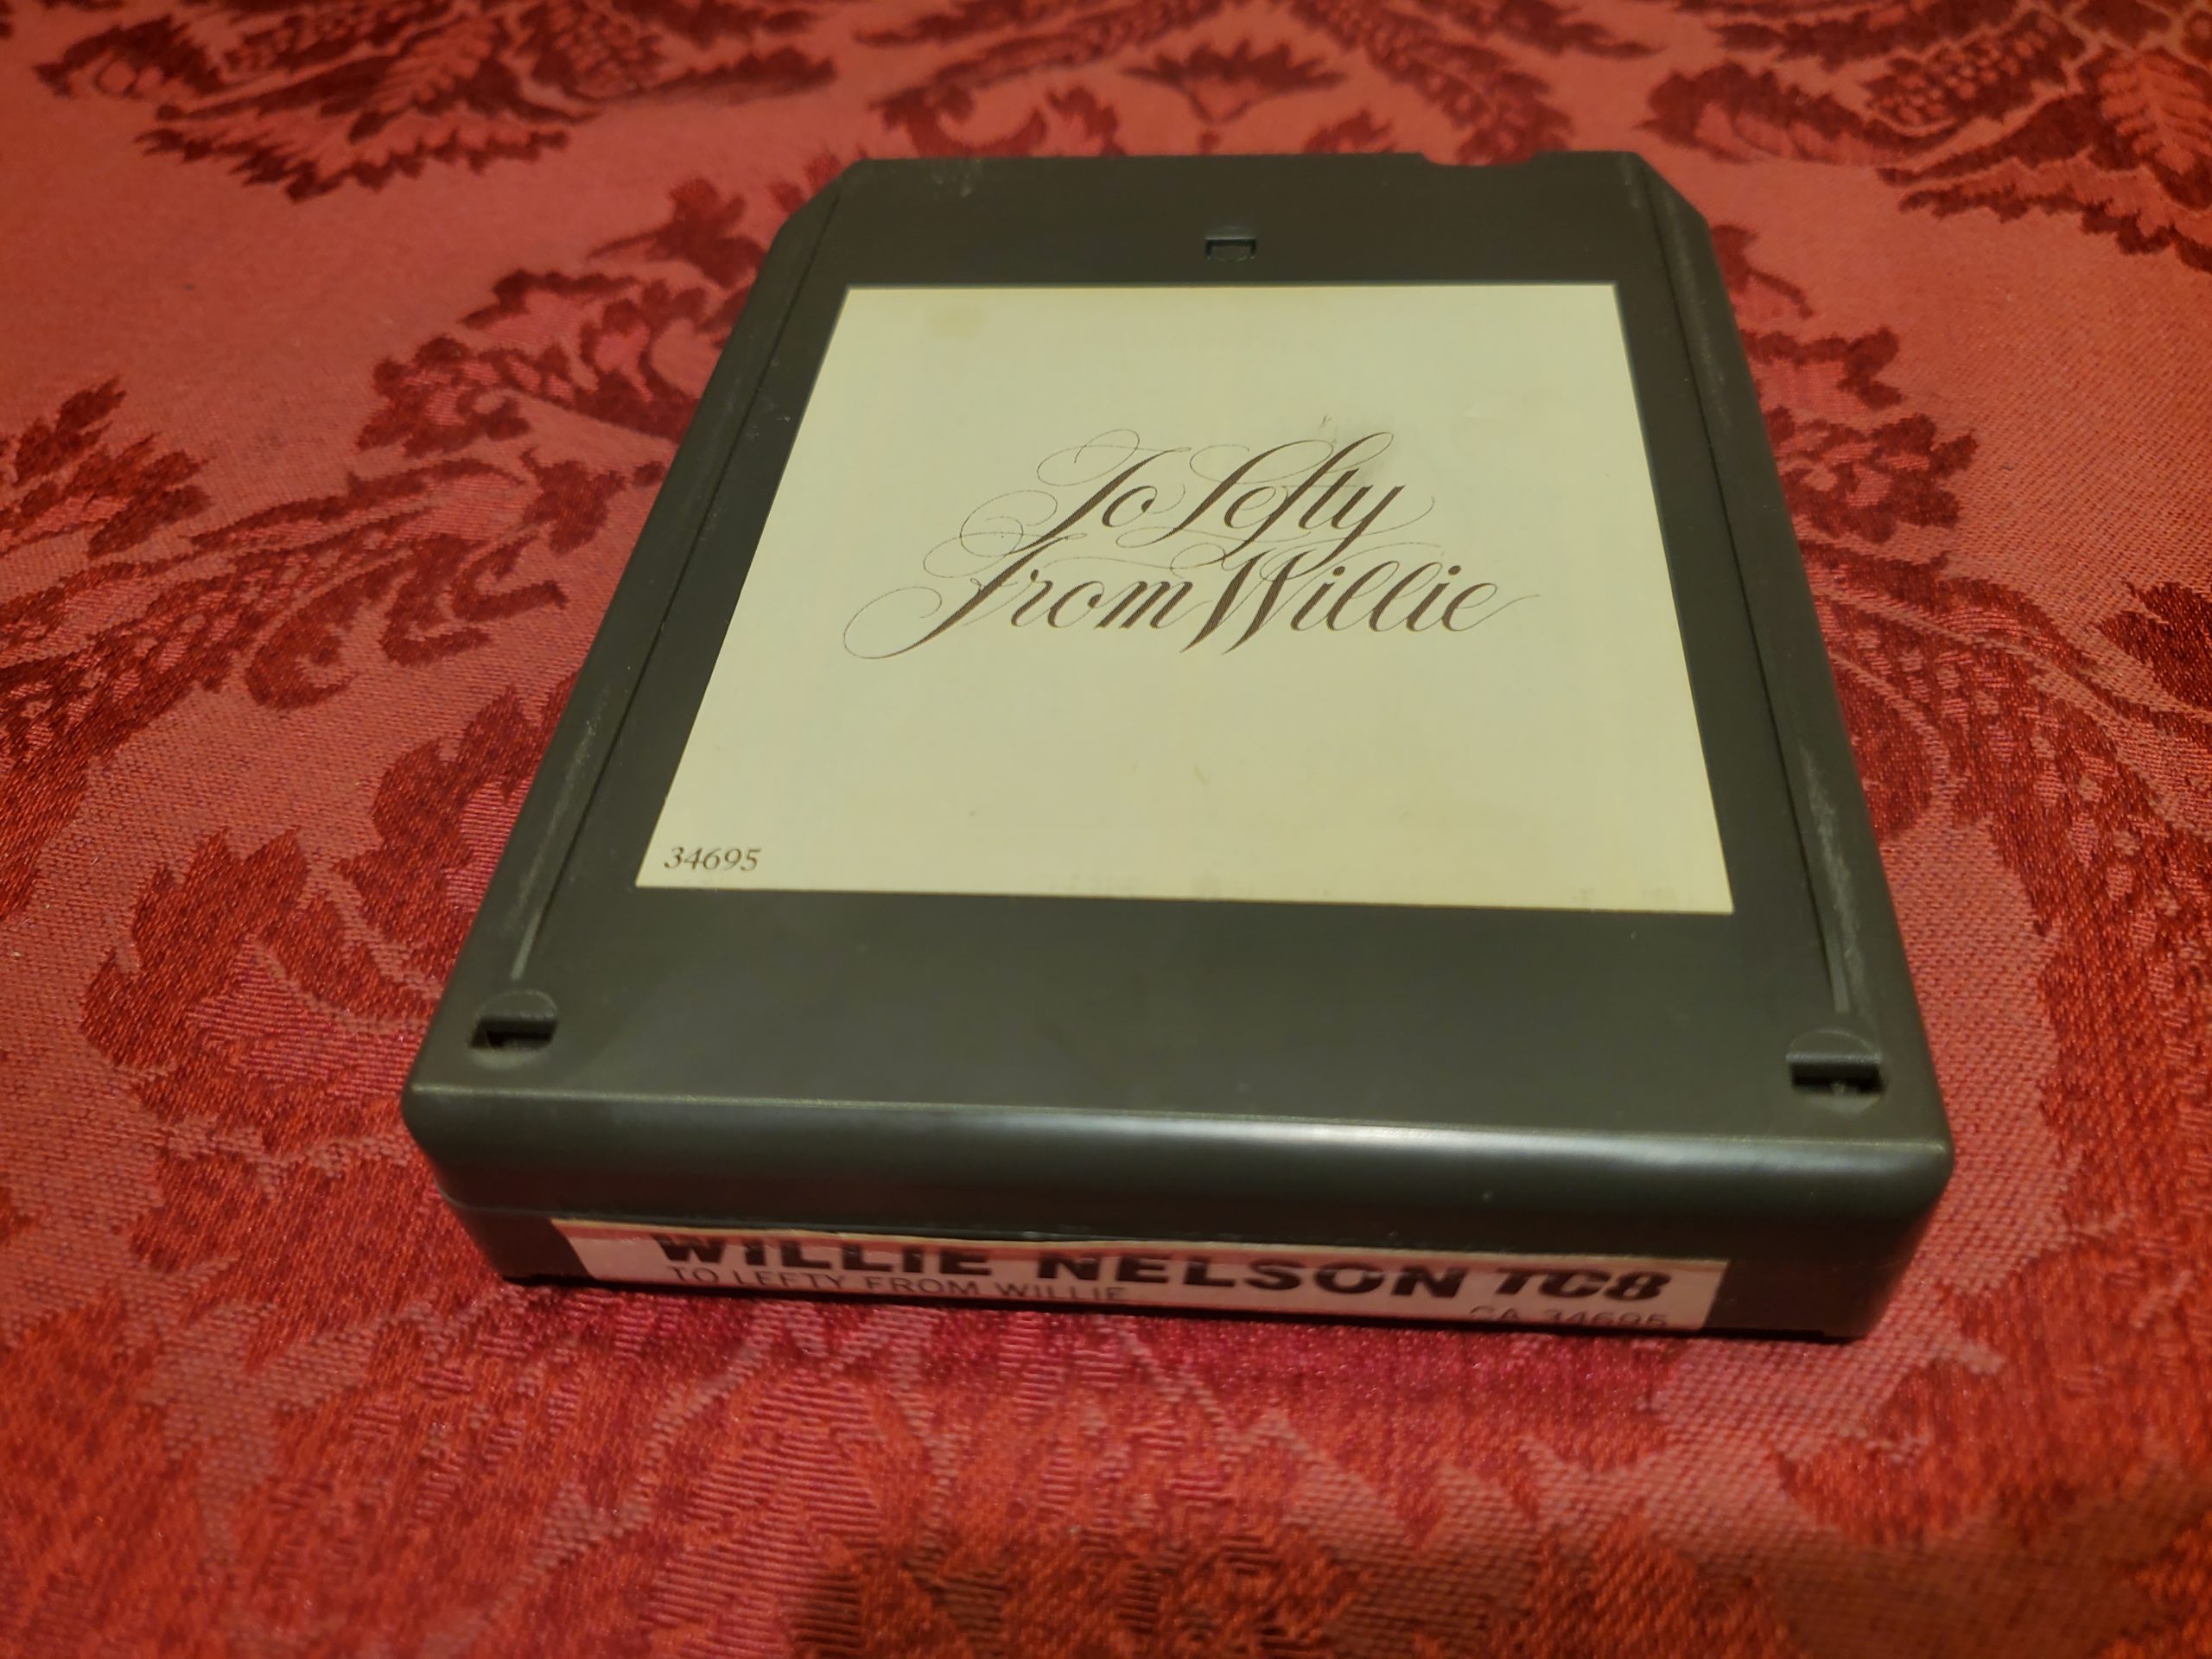 To Lefty
From Willie
34695
WILLIE NELSON TC8
TO LEFTY FROM WILLIE
CA 34695